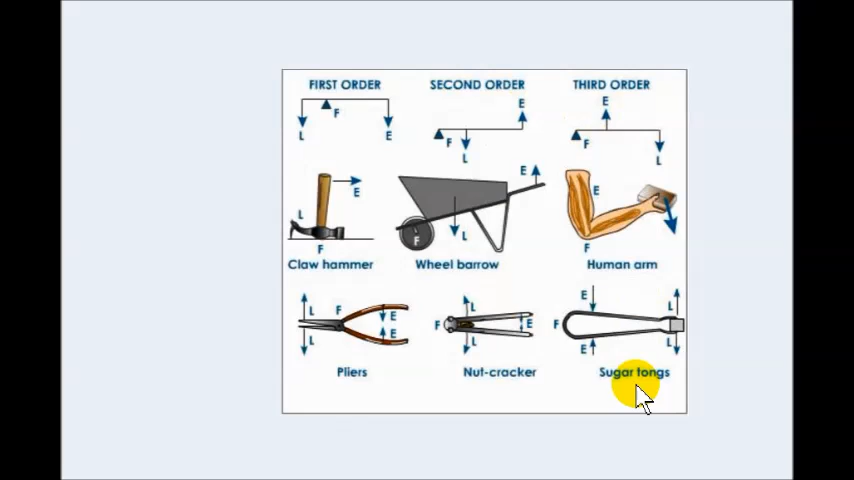 FIRST ORDER SECOND ORDER THIRD ORDER
F L E
E F L
E F L
E L F
E F L
E F
Claw hammer Wheel barrow Human arm
L F E E L
F L E L
E F E L L
Pliers Nut-cracker Sugar tongs